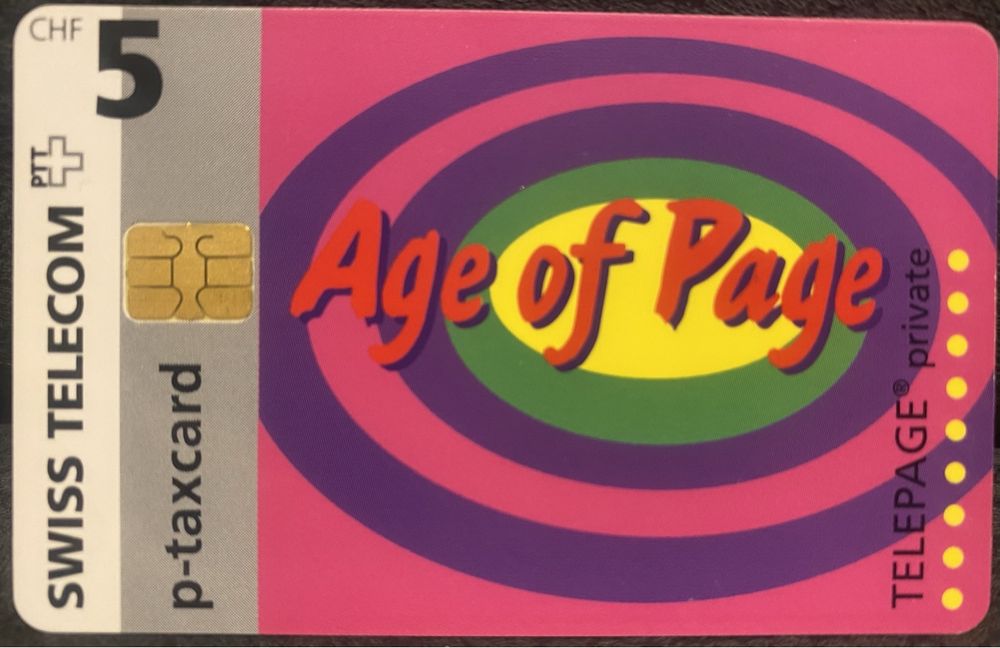 CHF 5
PTT
SWISS TELECOM
p-taxcard
Age of Page
TELEPAGE® private